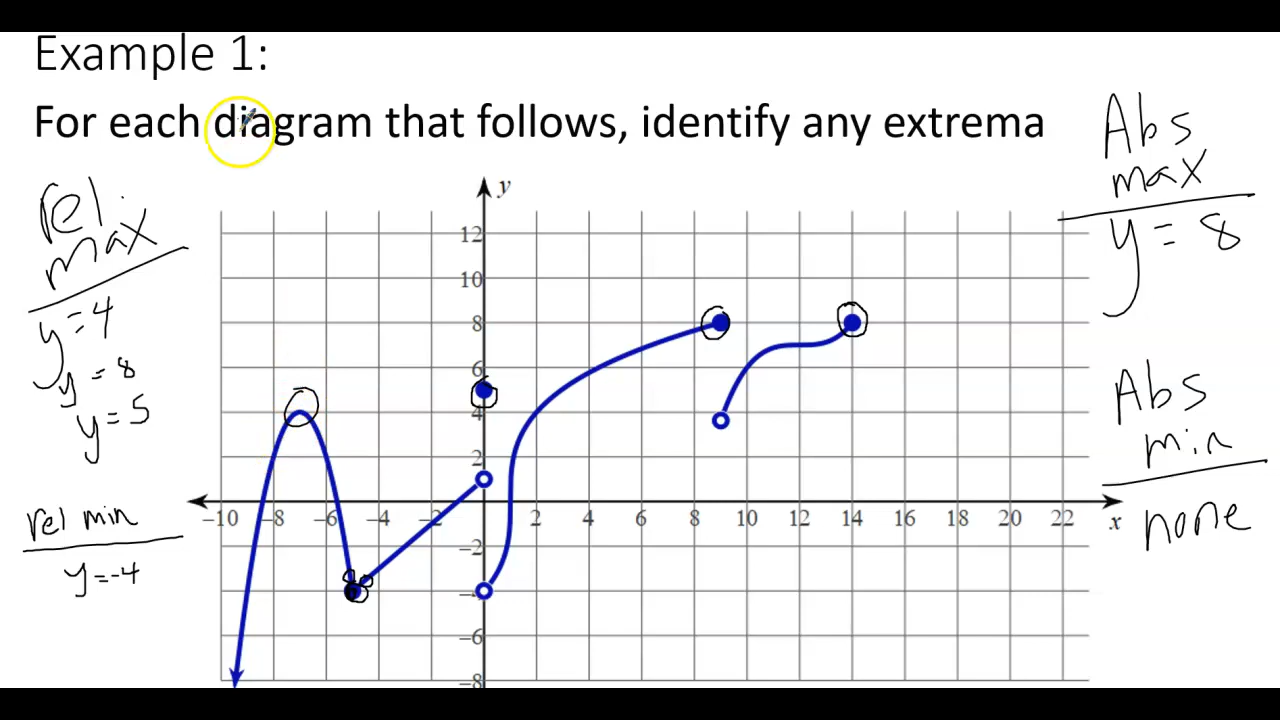 Example 1:
For each diagram that follows, identify any extrema
rel.
max
y=4
y=8
y=5
rel min
y=-4
Abs
max
y=8
Abs
min
none
y
12
10
8
6
4
2
-10 -8 -6 -4 -2 2 4 6 8 10 12 14 16 18 20 22 x
-2
-6
-8